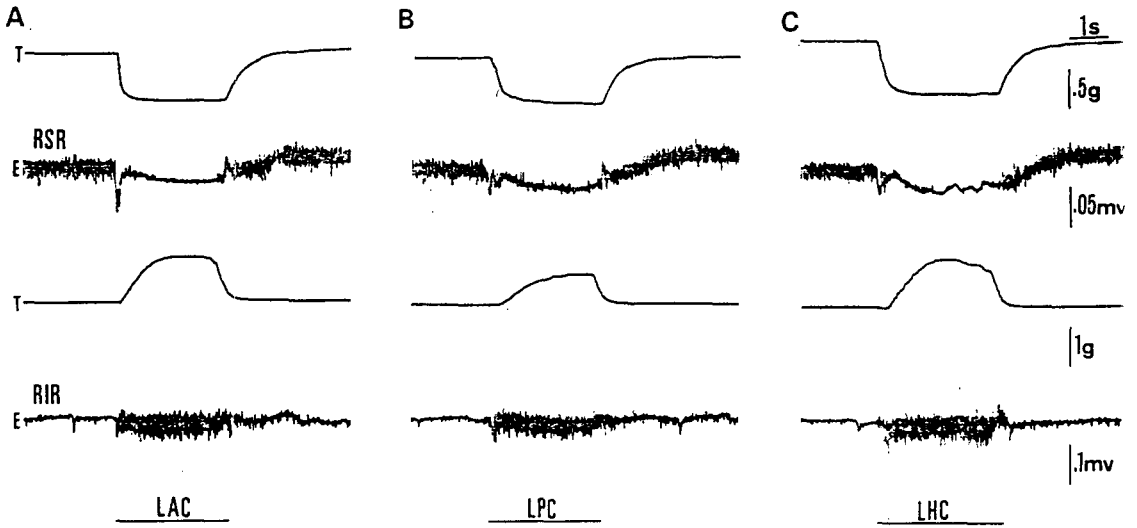 A B C
1s
T
.5g
RSR
E
.05mv
T
1g
RIR
E
.1mv
LAC LPC LHC